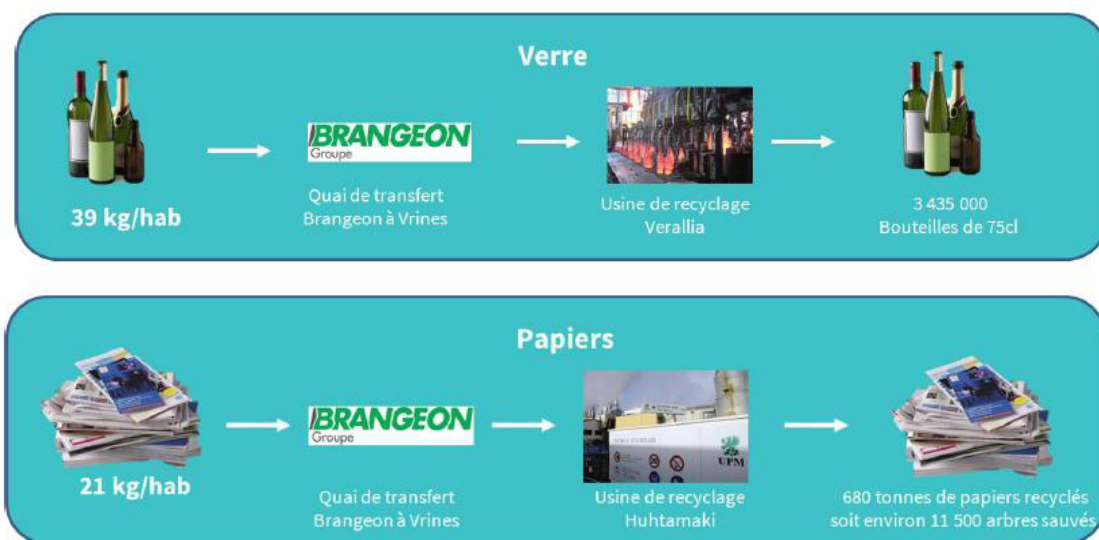 Verre
39 kg/hab
BRANGEON
Groupe
Quai de transfert
Brangeon à Vrines
Usine de recyclage
Verallia
3 435 000
Bouteilles de 75cl
Papiers
21 kg/hab
BRANGEON
Groupe
Quai de transfert
Brangeon à Vrines
UPM
Usine de recyclage
Huhtamaki
680 tonnes de papiers recyclés
soit environ 11 500 arbres sauvés